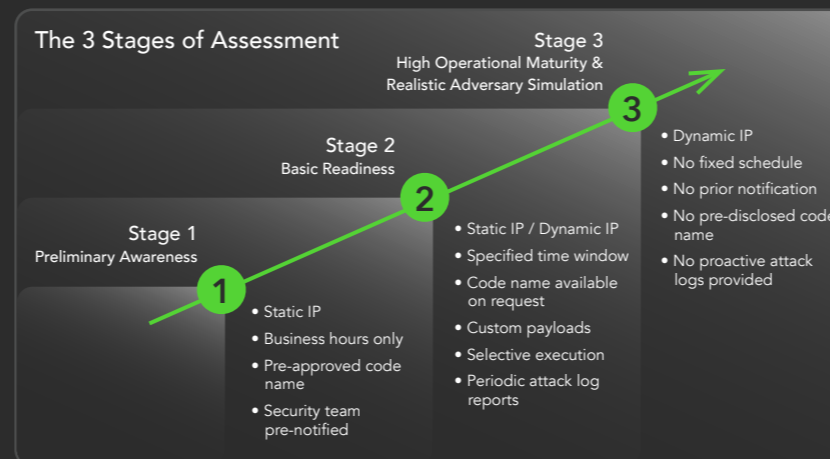 The 3 Stages of Assessment
Stage 1
Preliminary Awareness
1
• Static IP
• Business hours only
• Pre-approved code
name
• Security team
pre-notified
Stage 2
Basic Readiness
2
• Static IP / Dynamic IP
• Specified time window
• Code name available
on request
• Custom payloads
• Selective execution
• Periodic attack log
reports
Stage 3
High Operational Maturity &
Realistic Adversary Simulation
3
• Dynamic IP
• No fixed schedule
• No prior notification
• No pre-disclosed code
name
• No proactive attack
logs provided